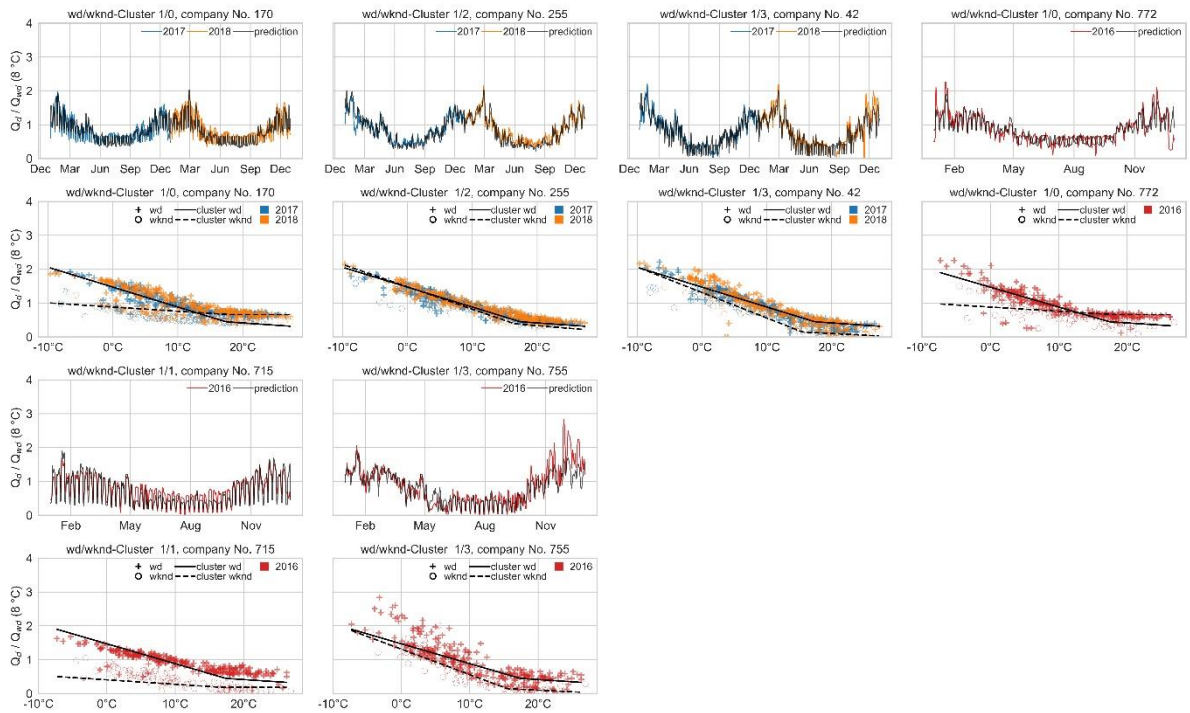 wd/wknd-Cluster 1/0, company No. 170
wd/wknd-Cluster 1/2, company No. 255
wd/wknd-Cluster 1/3, company No. 42
wd/wknd-Cluster 1/0, company No. 772
2017 2018 prediction
2017 2018 prediction
2017 2018 prediction
2016 prediction
Q_d / Q_wd (8 °C)
4
3
2
1
0
Dec Mar Jun Sep Dec Mar Jun Sep Dec
Dec Mar Jun Sep Dec Mar Jun Sep Dec
Dec Mar Jun Sep Dec Mar Jun Sep Dec
Feb May Aug Nov
wd/wknd-Cluster 1/0, company No. 170
wd/wknd-Cluster 1/2, company No. 255
wd/wknd-Cluster 1/3, company No. 42
wd/wknd-Cluster 1/0, company No. 772
wd cluster wd 2017
wknd cluster wknd 2018
wd cluster wd 2017
wknd cluster wknd 2018
wd cluster wd 2017
wknd cluster wknd 2018
wd cluster wd 2016
wknd cluster wknd
Q_d / Q_wd (8 °C)
4
3
2
1
0
-10°C 0°C 10°C 20°C
-10°C 0°C 10°C 20°C
-10°C 0°C 10°C 20°C
-10°C 0°C 10°C 20°C
wd/wknd-Cluster 1/1, company No. 715
wd/wknd-Cluster 1/3, company No. 755
2016 prediction
2016 prediction
Q_d / Q_wd (8 °C)
4
3
2
1
0
Feb May Aug Nov
Feb May Aug Nov
wd/wknd-Cluster 1/1, company No. 715
wd/wknd-Cluster 1/3, company No. 755
wd cluster wd 2016
wknd cluster wknd
wd cluster wd 2016
wknd cluster wknd
Q_d / Q_wd (8 °C)
4
3
2
1
0
-10°C 0°C 10°C 20°C
-10°C 0°C 10°C 20°C